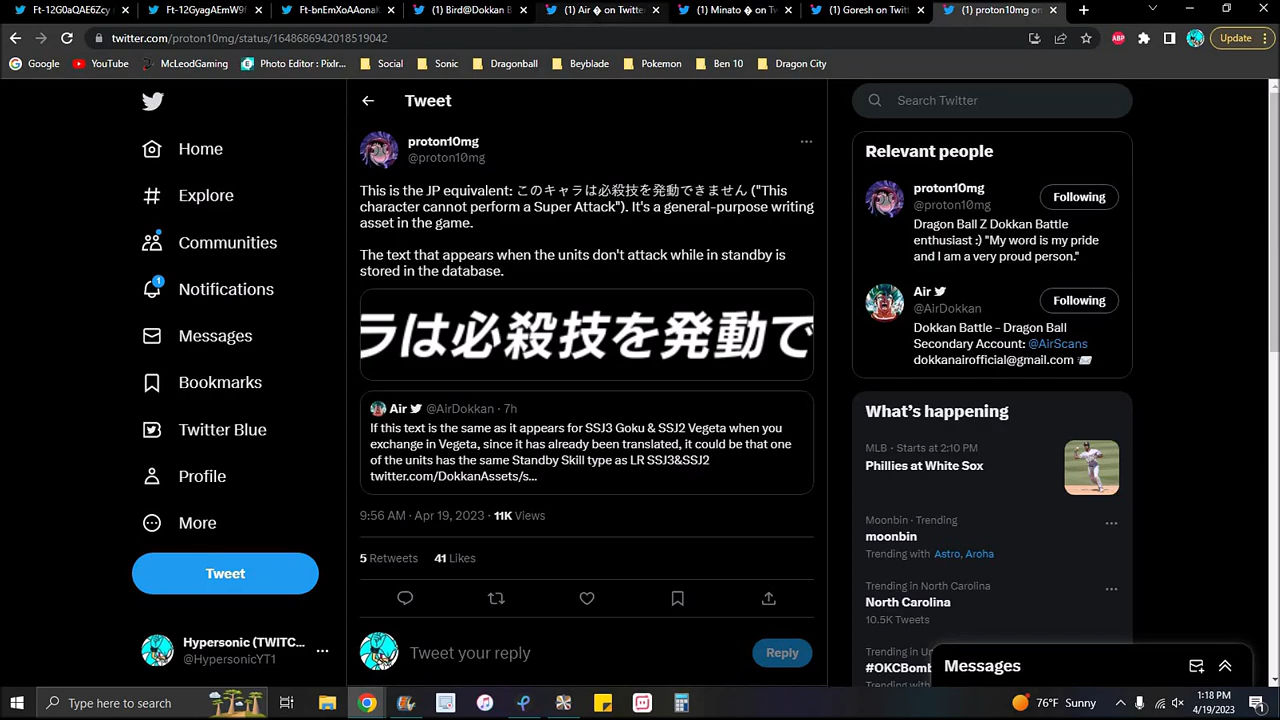 Ft-12G0aQAE6Zcy
Ft-12GyagAEmW9f
Ft-bnEmXoAAona
(1) Bird@Dokkan B
(1) Air � on Twitte
(1) Minato � on Tw
(1) Goresh on Twitt
(1) proton10mg on
twitter.com/proton10mg/status/1648686942018519042
ABP
Update
Google
YouTube
McLeodGaming
Photo Editor : Pixlr...
Social
Sonic
Dragonball
Beyblade
Pokemon
Ben 10
Dragon City
Home
Explore
Communities
1
Notifications
Messages
Bookmarks
Twitter Blue
Profile
More
Tweet
Hypersonic (TWITC...
@HypersonicYT1
Tweet
proton10mg
@proton10mg
This is the JP equivalent: このキャラは必殺技を発動できません ("This
character cannot perform a Super Attack"). It's a general-purpose writing
asset in the game.
The text that appears when the units don't attack while in standby is
stored in the database.
ラは必殺技を発動で
Air @AirDokkan · 7h
If this text is the same as it appears for SSJ3 Goku & SSJ2 Vegeta when you
exchange in Vegeta, since it has already been translated, it could be that one
of the units has the same Standby Skill type as LR SSJ3&SSJ2
twitter.com/DokkanAssets/s...
9:56 AM · Apr 19, 2023 · 11K Views
5 Retweets 41 Likes
Tweet your reply
Reply
Search Twitter
Relevant people
proton10mg
@proton10mg
Following
Dragon Ball Z Dokkan Battle
enthusiast :) "My word is my pride
and I am a very proud person."
Air
@AirDokkan
Following
Dokkan Battle - Dragon Ball
Secondary Account: @AirScans
dokkanairofficial@gmail.com
What's happening
MLB · Starts at 2:10 PM
Phillies at White Sox
Moonbin · Trending
moonbin
Trending with Astro, Aroha
Trending in North Carolina
North Carolina
10.5K Tweets
Trending in Un
#OKCBomb
Trending with
Messages
Type here to search
76°F Sunny
1:18 PM
4/19/2023
1